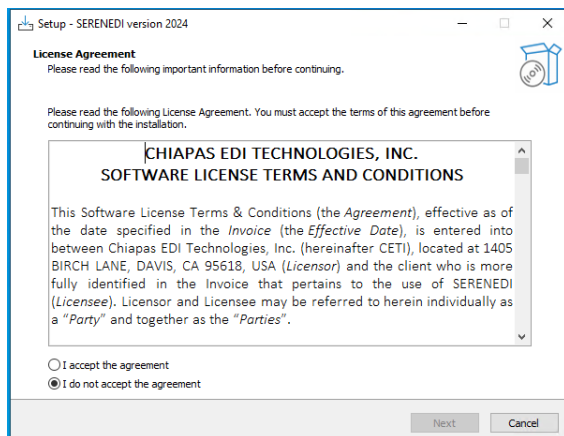 Setup - SERENEDI version 2024
License Agreement
Please read the following important information before continuing.
Please read the following License Agreement. You must accept the terms of this agreement before
continuing with the installation.
CHIAPAS EDI TECHNOLOGIES, INC.
SOFTWARE LICENSE TERMS AND CONDITIONS
This Software License Terms & Conditions (the Agreement), effective as of
the date specified in the Invoice (the Effective Date), is entered into
between Chiapas EDI Technologies, Inc. (hereinafter CETI), located at 1405
BIRCH LANE, DAVIS, CA 95618, USA (Licensor) and the client who is more
fully identified in the Invoice that pertains to the use of SERENEDI
(Licensee). Licensor and Licensee may be referred to herein individually as
a “Party” and together as the “Parties”.
I accept the agreement
I do not accept the agreement
Next
Cancel